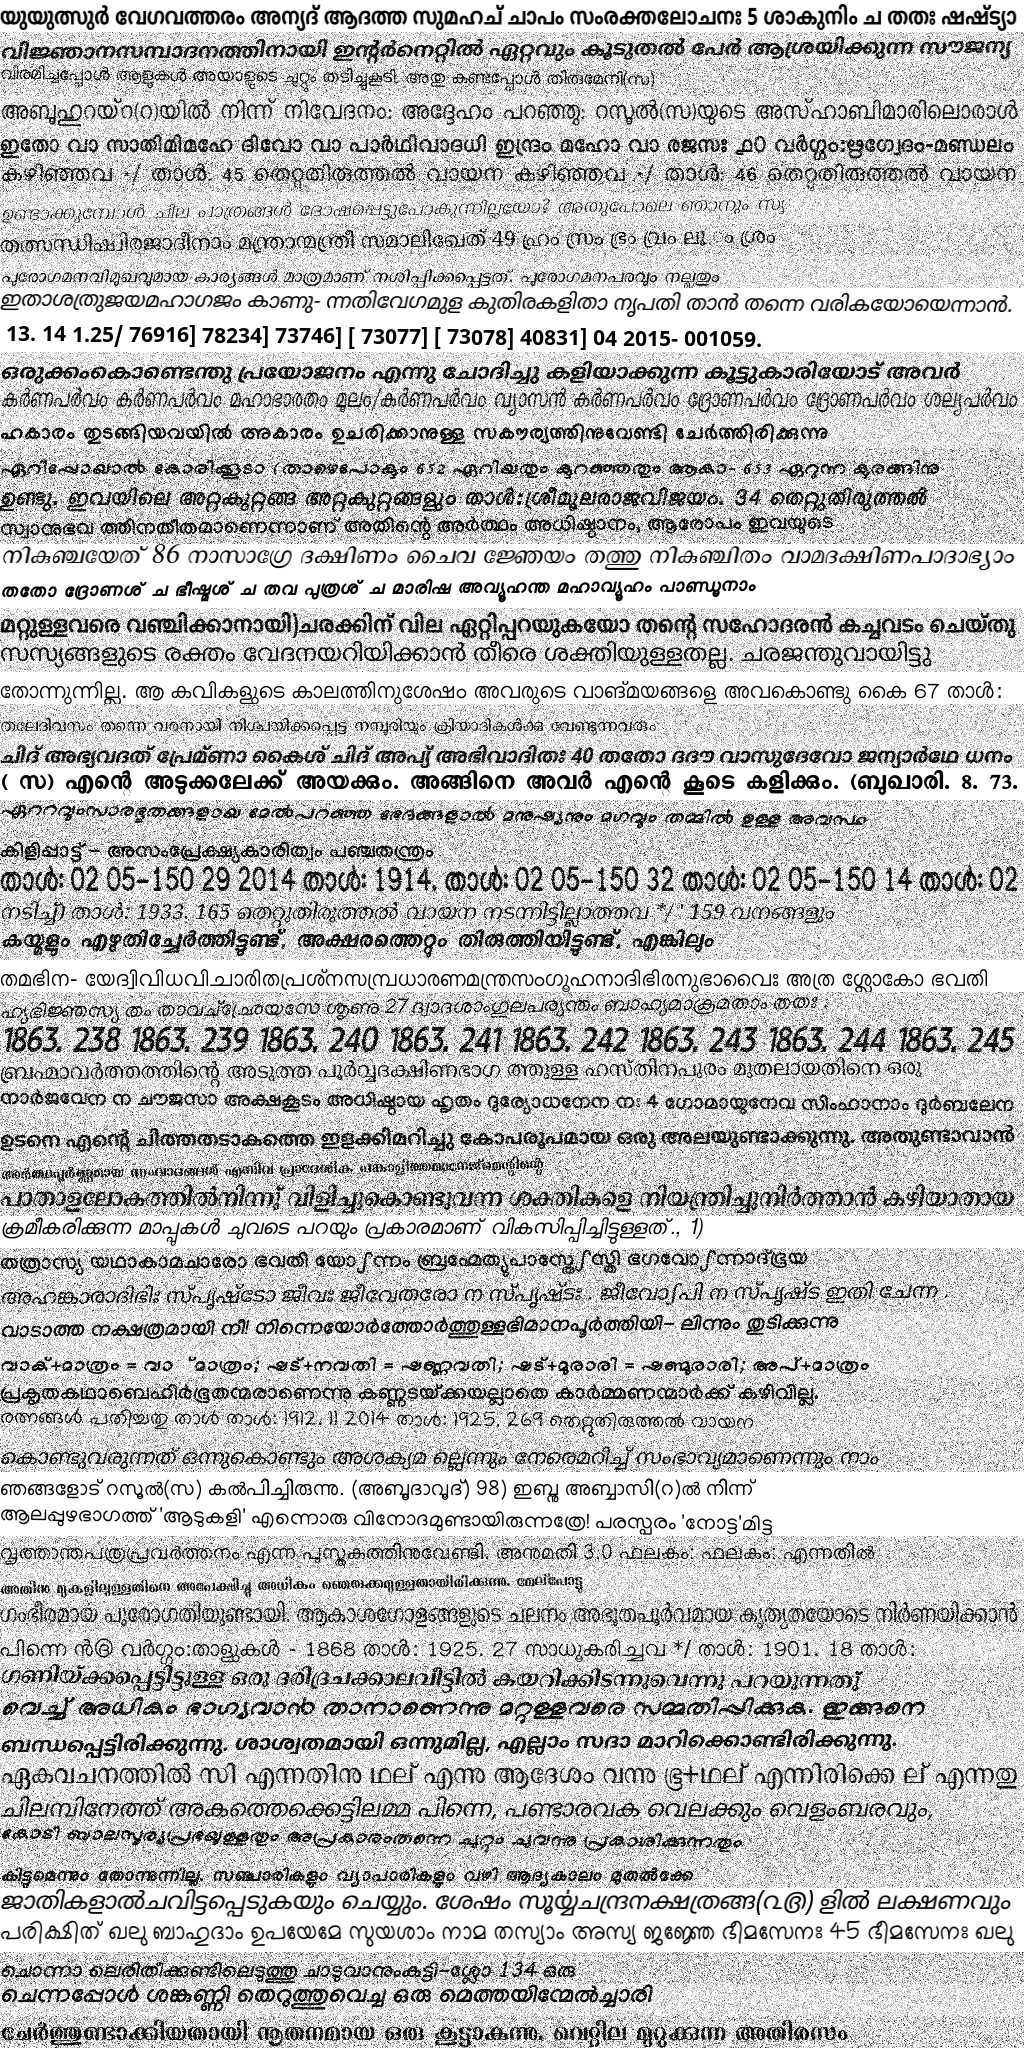 യുയുത്സുർ വേഗവത്തരം അന്യദ് ആദത്ത സുമഹച് ചാപം സംരക്തലോചനഃ 5 ശാകുനിം ച തതഃ ഷഷ്ട്യാ
വിജ്ഞാനസമ്പാദനത്തിനായി ഇന്റർനെറ്റിൽ ഏറ്റവും കൂടുതൽ പേർ ആശ്രയിക്കുന്ന സൗജന്യ
വിരമിച്ചപ്പോൾ ആളുകൾ അയാളുടെ ചുറ്റും തടിച്ചുകൂടി. അതു കണ്ടപ്പോൾ തിരുമേനി(സ)
അബൂഹുറയ്റ(റ)യിൽ നിന്ന് നിവേദനം: അദ്ദേഹം പറഞ്ഞു: റസൂൽ(സ)യുടെ അസ്ഹാബിമാരിലൊരാൾ
ഇതോ വാ സാതിമിമഹേ ദിവോ വാ പാർഥിവാദധി ഇന്ദ്രം മഹോ വാ രജസഃ ൧൦ വർഗ്ഗം:ഋഗ്വേദം-മണ്ഡലം
കഴിഞ്ഞവ */ താൾ: 45 തെറ്റുതിരുത്തൽ വായന കഴിഞ്ഞവ */ താൾ: 46 തെറ്റുതിരുത്തൽ വായന
ഉണ്ടാക്കുമ്പോൾ ചില പാത്രങ്ങൾ ദോഷപ്പെട്ടുപോകുന്നില്ലയോ? അതുപോലെ ഞാനും സ്വ
തത്സന്ധിഷ്വിരജാദീനാം മന്ത്രാന്മന്ത്രീ സമാലിഖേത് 49 ഹ്രം സ്രം ഭ്രം വ്രം ശ്രം
പുരോഗമനവിമുഖവുമായ കാര്യങ്ങൾ മാത്രമാണ് നശിപ്പിക്കപ്പെട്ടത്. പുരോഗമനപരവും നല്ലതും
ഇതാശത്രുജയമഹാഗജം കാണു- ന്നതിവേഗമുള കുതിരകളിതാ നൃപതി താൻ തന്നെ വരികയോയെന്നാൻ.
13. 14 1.25/ 76916] 78234] 73746] [ 73077] [ 73078] 40831] 04 2015- 001059.
ഒരുക്കംകൊണ്ടെന്തു പ്രയോജനം എന്നു ചോദിച്ചു കളിയാക്കുന്ന കൂട്ടുകാരിയോട് അവർ
കർണപർവം കർണപർവം മഹാഭാരതം മൂലം/കർണപർവം വ്യാസൻ കർണപർവം ദ്രോണപർവം ദ്രോണപർവം ശല്യപർവം
ഹകാരം തുടങ്ങിയവയിൽ അകാരം ഉചരിക്കാനുള്ള സകൗര്യത്തിനുവേണ്ടി ചേർത്തിരിക്കുന്നു
ഏറിപ്പോയാൽ കോരിക്കൂടാ (താഴെപോകും 652 ഏറിയതും കുറഞ്ഞതും ആകാ- 653 ഏറുന്ന കുരങ്ങിനു
ഉണ്ടു. ഇവയിലെ അറ്റകുറ്റങ്ങ അറ്റകുറ്റങ്ങളും താൾ:ശ്രീമൂലരാജവിജയം. 34 തെറ്റുതിരുത്തൽ
സ്വാനുഭവ ത്തിനതീതമാണെന്നാണ് അതിന്റെ അർത്ഥം അധിഷ്ഠാനം, ആരോപം ഇവയുടെ
നികുഞ്ചയേത് 86 നാസാഗ്രേ ദക്ഷിണം ചൈവ ജ്ഞേയം തത്തു നികുഞ്ചിതം വാമദക്ഷിണപാദാഭ്യാം
തതോ ദ്രോണശ് ച ഭീഷ്മശ് ച തവ പുത്രശ് ച മാരിഷ അവ്യൂഹന്ത മഹാവ്യൂഹം പാണ്ഡൂനാം
മറ്റുള്ളവരെ വഞ്ചിക്കാനായി)ചരക്കിന് വില ഏറ്റിപ്പറയുകയോ തന്റെ സഹോദരൻ കച്ചവടം ചെയ്തു
സസ്യങ്ങളുടെ രക്തം വേദനയറിയിക്കാൻ തീരെ ശക്തിയുള്ളതല്ല. ചരജന്തുവായിട്ടു
തോന്നുന്നില്ല. ആ കവികളുടെ കാലത്തിനുശേഷം അവരുടെ വാങ്മയങ്ങളെ അവകൊണ്ടു കൈ 67 താൾ:
തലേദിവസം തന്നെ വരനായി നിശ്ചയിക്കപ്പെട്ട നമ്പൂരിയും ക്രിയാദികൾക്കു വേണ്ടുന്നവരും
ചിദ് അഭ്യവദത് പ്രേമ്ണാ കൈശ് ചിദ് അപ്യ് അഭിവാദിതഃ 40 തതോ ദദൗ വാസുദേവോ ജന്യാർഥേ ധനം
( സ) എന്റെ അടുക്കലേക്ക് അയക്കും. അങ്ങിനെ അവർ എന്റെ കൂടെ കളിക്കും. (ബുഖാരി. 8. 73.
ഏററവുംസാരഭൂതങ്ങളായ മേൽപറഞ്ഞ ഭേദങ്ങളാൽ മനുഷ്യനും മൃഗവും തമ്മിൽ ഉള്ള അവസ്ഥ
കിളിപ്പാട്ട് – അസംപ്രേക്ഷ്യകാരിത്വം പഞ്ചതന്ത്രം
താൾ: 02 05-150 29 2014 താൾ: 1914. താൾ: 02 05-150 32 താൾ: 02 05-150 14 താൾ: 02
നടിച്ച്) താൾ: 1933. 165 തെറ്റുതിരുത്തൽ വായന നടന്നിട്ടില്ലാത്തവ */ ' 159 വനങ്ങളും
കയ്യളും എഴുതിച്ചേർത്തിട്ടുണ്ട്, അക്ഷരത്തെറ്റും തിരുത്തിയിട്ടുണ്ട്, എങ്കിലും
തമഭിന- യേദ്വിവിധവിചാരിതപ്രശ്നസമ്പ്രധാരണമന്ത്രസംഗൂഹനാദിഭിരനുഭാവൈഃ അത്ര ശ്ലോകോ ഭവതി
ഹ്യഭിജ്ഞസ്യ തം താവച്ഛ്രേയസേ ശൃണു 27 ദ്വാദശാംഗുലപര്യന്തം ബാഹ്യമാക്രമതാം തതഃ .
1863. 238 1863. 239 1863. 240 1863. 241 1863. 242 1863. 243 1863. 244 1863. 245
ബ്രഹ്മാവർത്തത്തിന്റെ അടുത്ത പൂർവ്വദക്ഷിണഭാഗ ത്തുള്ള ഹസ്തിനപുരം മുതലായതിനെ ഒരു
നാർജവേന ന ചൗജസാ അക്ഷകൂടം അധിഷ്ഠായ ഹൃതം ദുര്യോധനേന നഃ 4 ഗോമായുനേവ സിംഹാനാം ദുർബലേന
ഉടനെ എന്റെ ചിത്തതടാകത്തെ ഇളക്കിമറിച്ചു കോപരൂപമായ ഒരു അലയുണ്ടാക്കുന്നു. അതുണ്ടാവാൻ
അർത്ഥപൂർണ്ണതായ സംവാദങ്ങൾ എന്നിവ പ്രാദേശിക പങ്കാളിത്തമാനേജ്മെന്റിന്റെ
പാതാളലോകത്തിൽനിന്നു് വിളിച്ചുകൊണ്ടുവന്ന ശക്തികളെ നിയന്ത്രിച്ചുനിർത്താൻ കഴിയാതായ
ക്രമീകരിക്കുന്ന മാപ്പുകൾ ചുവടെ പറയും പ്രകാരമാണ് വികസിപ്പിച്ചിട്ടുള്ളത്., 1)
തത്രാസ്യ യഥാകാമചാരോ ഭവതി യോഽന്നം ബ്രഹ്മേത്യുപാസ്തേഽസ്തി ഭഗവോഽന്നാദ്ഭൂയ
അഹങ്കാരാദിഭിഃ സ്പൃഷ്ടോ ജീവഃ ജീവേതരോ ന സ്പൃഷ്ടഃ . ജീവോഽപി ന സ്പൃഷ്ട ഇതി ചേന്ന .
വാടാത്ത നക്ഷത്രമായി നീ! നിന്നെയോർത്തോർത്തുള്ളഭിമാനപൂർത്തിയി– ലിന്നും തുടിക്കുന്നു
വാക്+മാത്രം = വാ ് മാത്രം; ഷട്+നവതി = ഷണ്ണവതി; ഷട്+മുരാരി = ഷണ്മുരാരി; അപ്+മാത്രം
പ്രകൃതകഥാബെഹിർഭൂതന്മരാണെന്നു കണ്ണടയ്ക്കയല്ലാതെ കാർമ്മണന്മാർക്ക് കഴിവില്ല.
രത്നങ്ങൾ പതിച്ചതു താൾ താൾ: 1912. 11 2014 താൾ: 1925. 269 തെറ്റുതിരുത്തൽ വായന
കൊണ്ടുവരുന്നത് ഒന്നുകൊണ്ടും അശക്യമ ല്ലെന്നും നേരെമറിച്ച് സംഭാവ്യമാണെന്നും നാം
ഞങ്ങളോട് റസൂൽ(സ) കൽപിച്ചിരുന്നു. (അബൂദാവൂദ്) 98) ഇബ്നു അബ്ബാസി(റ)ൽ നിന്ന്
ആലപ്പുഴഭാഗത്ത് 'ആടുകളി' എന്നൊരു വിനോദമുണ്ടായിരുന്നത്രേ! പരസ്പരം 'നോട്ട'മിട്ട
വൃത്താന്തപത്രപ്രവർത്തനം എന്ന പുസ്തകത്തിനുവേണ്ടി. അനുമതി 3.0 ഫലകം: ഫലകം: എന്നതിൽ
അതിനു മുകളിലുള്ളതിനെ അപേക്ഷിച്ചു അധികം ഞെരുക്കമുള്ളതായിരിക്കുന്നു. മേല്പോട്ടു
ഗംഭീരമായ പുരോഗതിയുണ്ടായി. ആകാശഗോളങ്ങളുടെ ചലനം അഭുതപൂർവമായ കൃത്യതയോടെ നിർണയിക്കാൻ
പിന്നെ ൻ൫ വർഗ്ഗം:താളുകൾ - 1868 താൾ: 1925. 27 സാധൂകരിച്ചവ */ താൾ: 1901. 18 താൾ:
ഗണിയ്ക്കാപ്പെട്ടിട്ടുള്ള ഒരു ദരിദ്രചക്കാലവീട്ടിൽ കയറിക്കിടന്നുവെന്നു പറയുന്നതു്
വെച്ച് അധികം ഭാഗ്യവാൻ താനാണെന്നു മറ്റുള്ളവരെ സമ്മതിപ്പിക്കുക. ഇങ്ങനെ
ബന്ധപ്പെട്ടിരിക്കുന്നു. ശാശ്വതമായി ഒന്നുമില്ല, എല്ലാം സദാ മാറിക്കൊണ്ടിരിക്കുന്നു.
ഏകവചനത്തിൽ സി എന്നതിനു ഥല് എന്നു ആദേശം വന്നു ഭൂ+ഥല് എന്നിരിക്കെ ല് എന്നതു
ചിലമ്പിനേത്ത് അകത്തെക്കെട്ടിലമ്മ പിന്നെ, പണ്ടാരവക വെലക്കും വെളംബരവും,
കോടി ബാലസൂര്യപ്രഭയുള്ളതും അപ്രകാരംതന്നെ ചുറ്റും ചുവന്നു പ്രകാശിക്കുന്നതും
കിട്ടുമെന്നും തോന്നുന്നില്ല. സഞ്ചാരികളും വ്യാപാരികളും വഴി ആദ്യകാലം മുതൽക്കേ
ജാതികളാൽചവിട്ടപ്പെടുകയും ചെയ്യും. ശേഷം സൂൎയ്യചന്ദ്രനക്ഷത്രങ്ങ(൨൫) ളിൽ ലക്ഷണവും
പരിക്ഷിത് ഖലു ബാഹുദാം ഉപയേമേ സുയശാം നാമ തസ്യാം അസ്യ ജജ്ഞേ ഭീമസേനഃ 45 ഭീമസേനഃ ഖലു
ചൊന്നാ ലെരിതിക്കുണ്ടിലെടുത്തു ചാടുവാനുംകുട്ടി–ശ്ലോ 134 ഒരു
ചെന്നപ്പോൾ ശങ്കുണ്ണി തെറുത്തുവെച്ച ഒരു മെത്തയിന്മേൽച്ചാരി
ചേർത്തുണ്ടാക്കിയതായി നൂതനമായ ഒരു കൂട്ടാകുന്നു. വെറ്റില മുറുക്കുന്ന അതിരസം